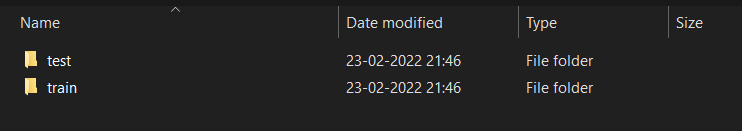 Name Date modified Type Size
test 23-02-2022 21:46 File folder
train 23-02-2022 21:46 File folder